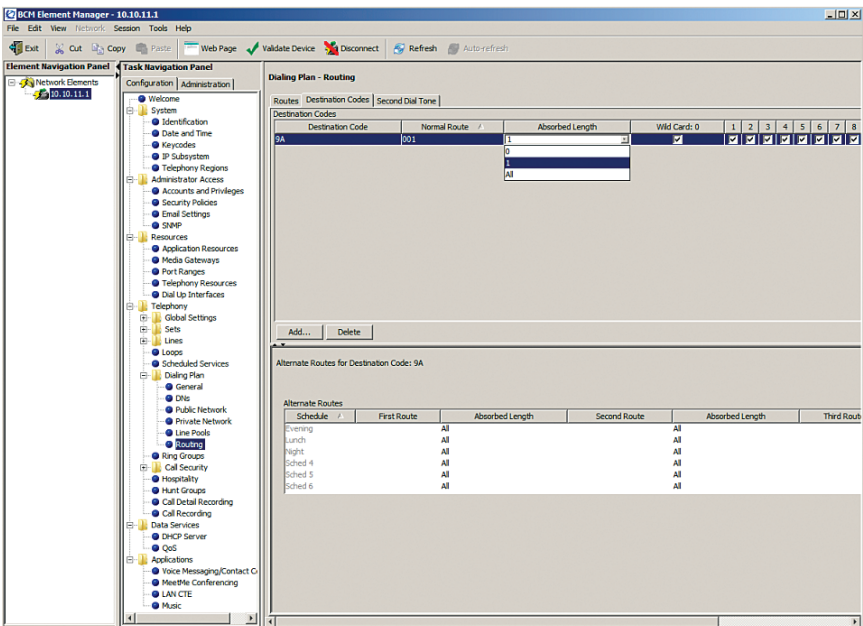 BCM Element Manager - 10.10.11.1
File Edit View Network Session Tools Help
Exit Cut Copy Paste Web Page Validate Device Disconnect Refresh Auto-refresh
Element Navigation Panel
Network Elements
10.10.11.1
Task Navigation Panel
Configuration Administration
Welcome
System
Identification
Date and Time
Keycodes
IP Subsystem
Telephony Regions
Administrator Access
Accounts and Privileges
Security Policies
Email Settings
SNMP
Resources
Application Resources
Media Gateways
Port Ranges
Telephony Resources
Dial Up Interfaces
Telephony
Global Settings
Sets
Lines
Loops
Scheduled Services
Dialing Plan
General
DNs
Public Network
Private Network
Line Pools
Routing
Ring Groups
Call Security
Hospitality
Hunt Groups
Call Detail Recording
Call Recording
Data Services
DHCP Server
QoS
Applications
Voice Messaging/Contact C
MeetMe Conferencing
LAN CTE
Music
Dialing Plan - Routing
Routes Destination Codes Second Dial Tone
Destination Codes
Destination Code Normal Route Absorbed Length Wild Card: 0 1 2 3 4 5 6 7 8
9A 001 1
0
1
All
Add... Delete
Alternate Routes for Destination Code: 9A
Alternate Routes
Schedule First Route Absorbed Length Second Route Absorbed Length Third Rout
Evening All All
Lunch All All
Night All All
Sched 4 All All
Sched 5 All All
Sched 6 All All